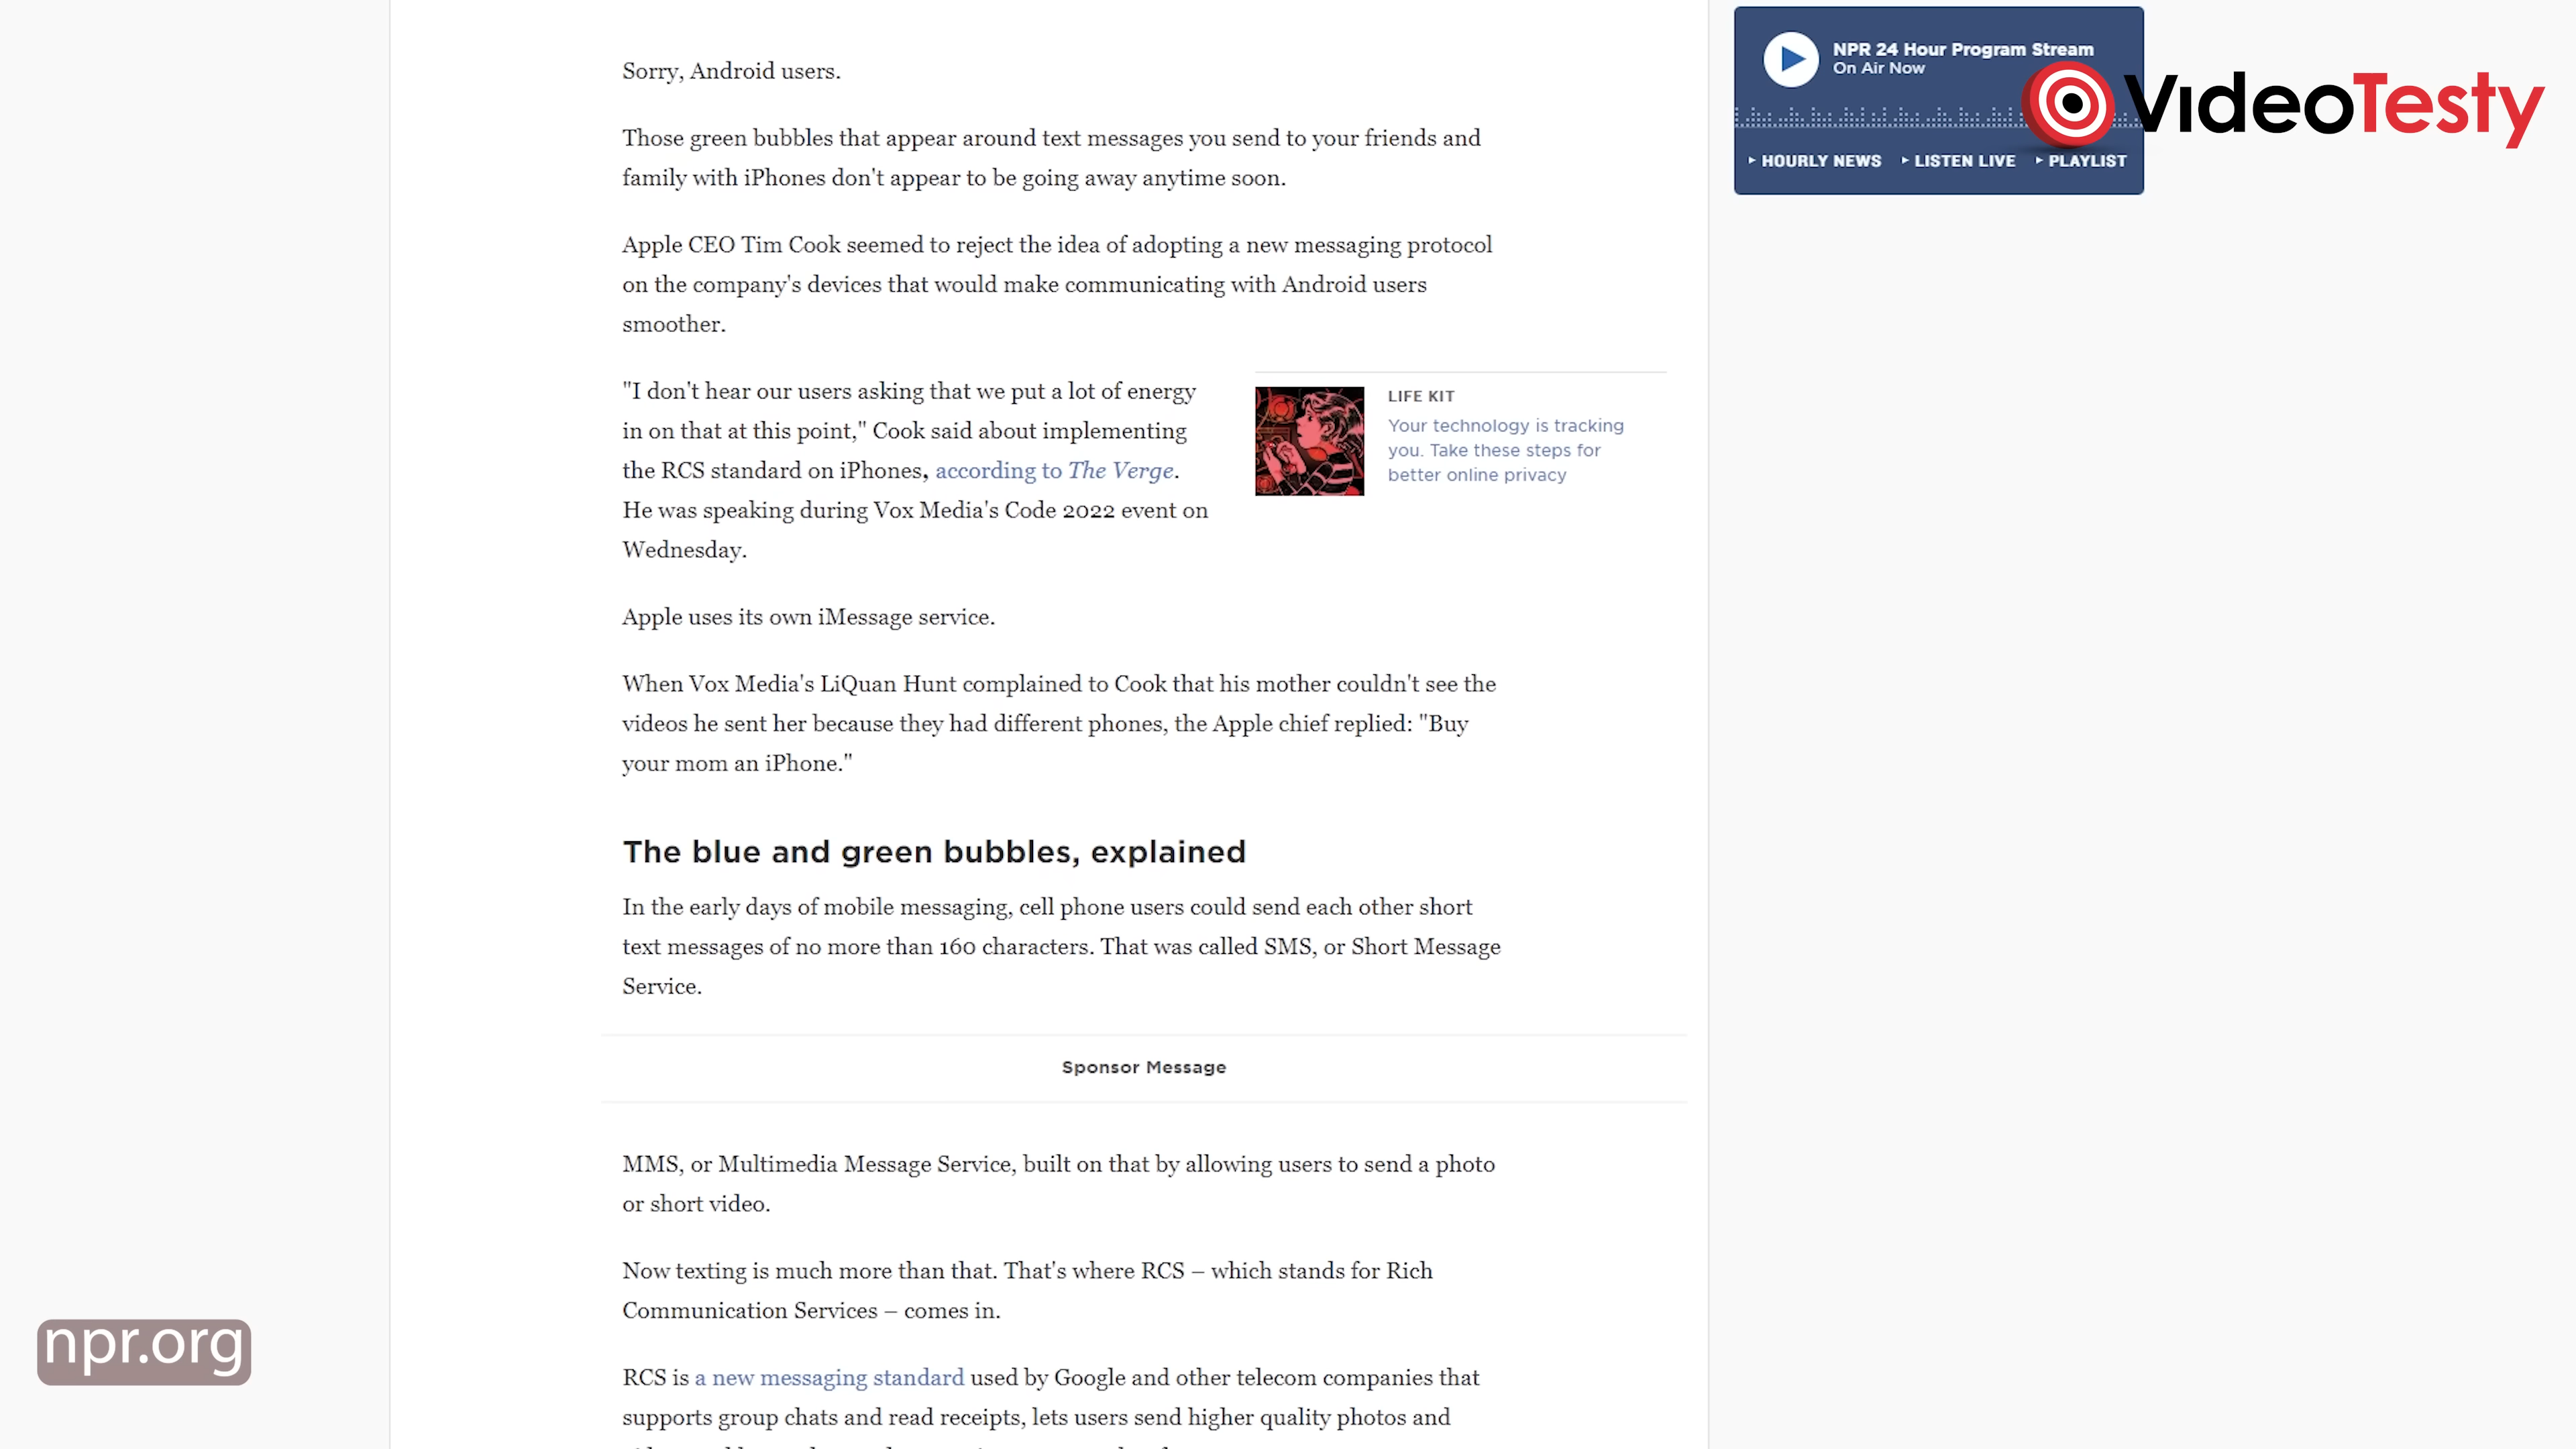 Sorry, Android users.
Those green bubbles that appear around text messages you send to your friends and
family with iPhones don't appear to be going away anytime soon.
Apple CEO Tim Cook seemed to reject the idea of adopting a new messaging protocol
on the company's devices that would make communicating with Android users
smoother.
"I don't hear our users asking that we put a lot of energy
in on that at this point," Cook said about implementing
the RCS standard on iPhones, according to The Verge.
He was speaking during Vox Media's Code 2022 event on
Wednesday.
LIFE KIT
Your technology is tracking
you. Take these steps for
better online privacy
Apple uses its own iMessage service.
When Vox Media's LiQuan Hunt complained to Cook that his mother couldn't see the
videos he sent her because they had different phones, the Apple chief replied: "Buy
your mom an iPhone."
The blue and green bubbles, explained
In the early days of mobile messaging, cell phone users could send each other short
text messages of no more than 160 characters. That was called SMS, or Short Message
Service.
Sponsor Message
MMS, or Multimedia Message Service, built on that by allowing users to send a photo
or short video.
Now texting is much more than that. That's where RCS – which stands for Rich
Communication Services – comes in.
RCS is a new messaging standard used by Google and other telecom companies that
supports group chats and read receipts, lets users send higher quality photos and
NPR 24 Hour Program Stream
On Air Now
HOURLY NEWS LISTEN LIVE PLAYLIST
VideoTesty
npr.org